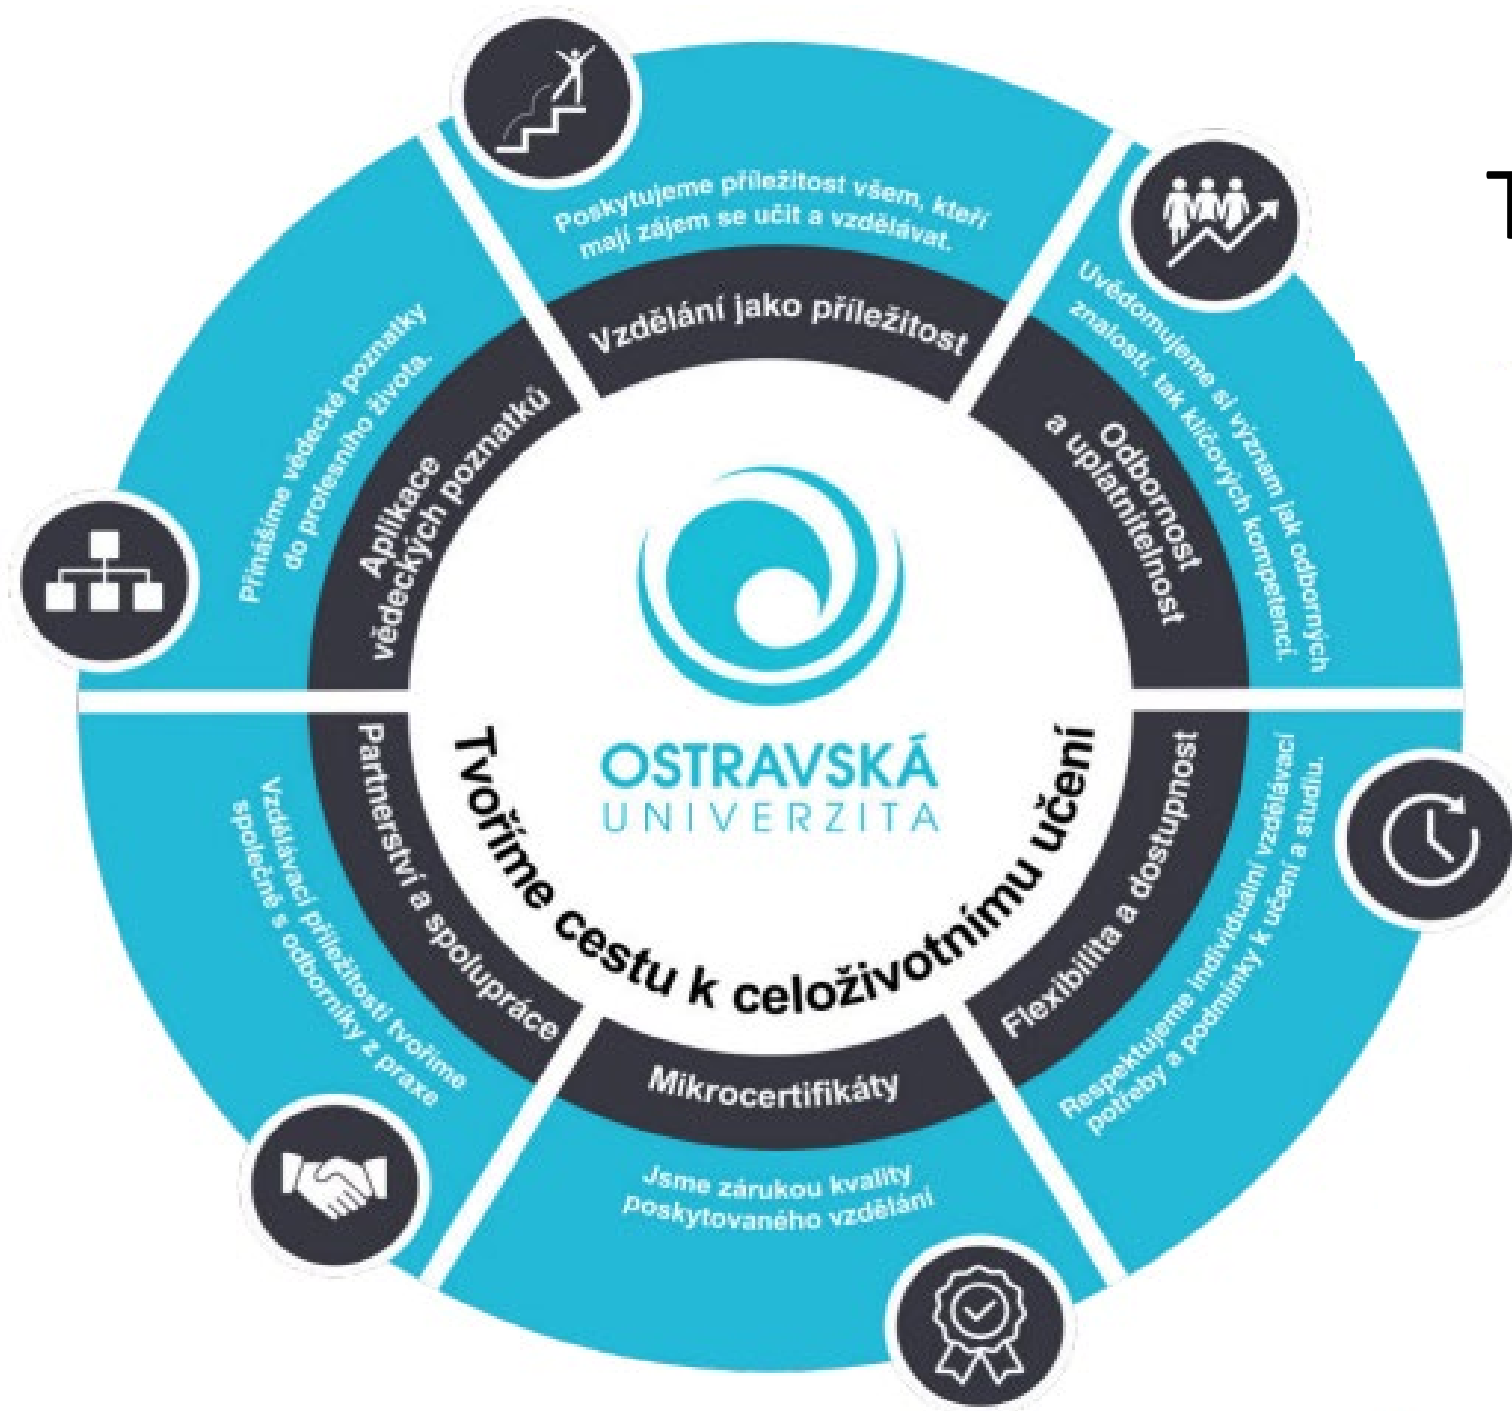 Poskytujeme příležitost všem, kteří
mají zájem se učit a vzdělávat.
Vzdělání jako příležitost
Uvědomujeme si význam jak odborných
znalostí, tak klíčových kompetencí.
Odbornost
a uplatnitelnost
Respektujeme individuální vzdělávací
potřeby a podmínky k učení a studiu.
Flexibilita a dostupnost
Mikrocertifikáty
Jsme zárukou kvality
poskytovaného vzdělání
Partnerství a spolupráce
Vzdělávací příležitosti tvoříme
společně s odborníky z praxe
Přinášíme vědecké poznatky
do profesního života.
Aplikace
vědeckých poznatků
OSTRAVSKÁ
UNIVERZITA
Tvoříme cestu k celoživotnímu učení
T